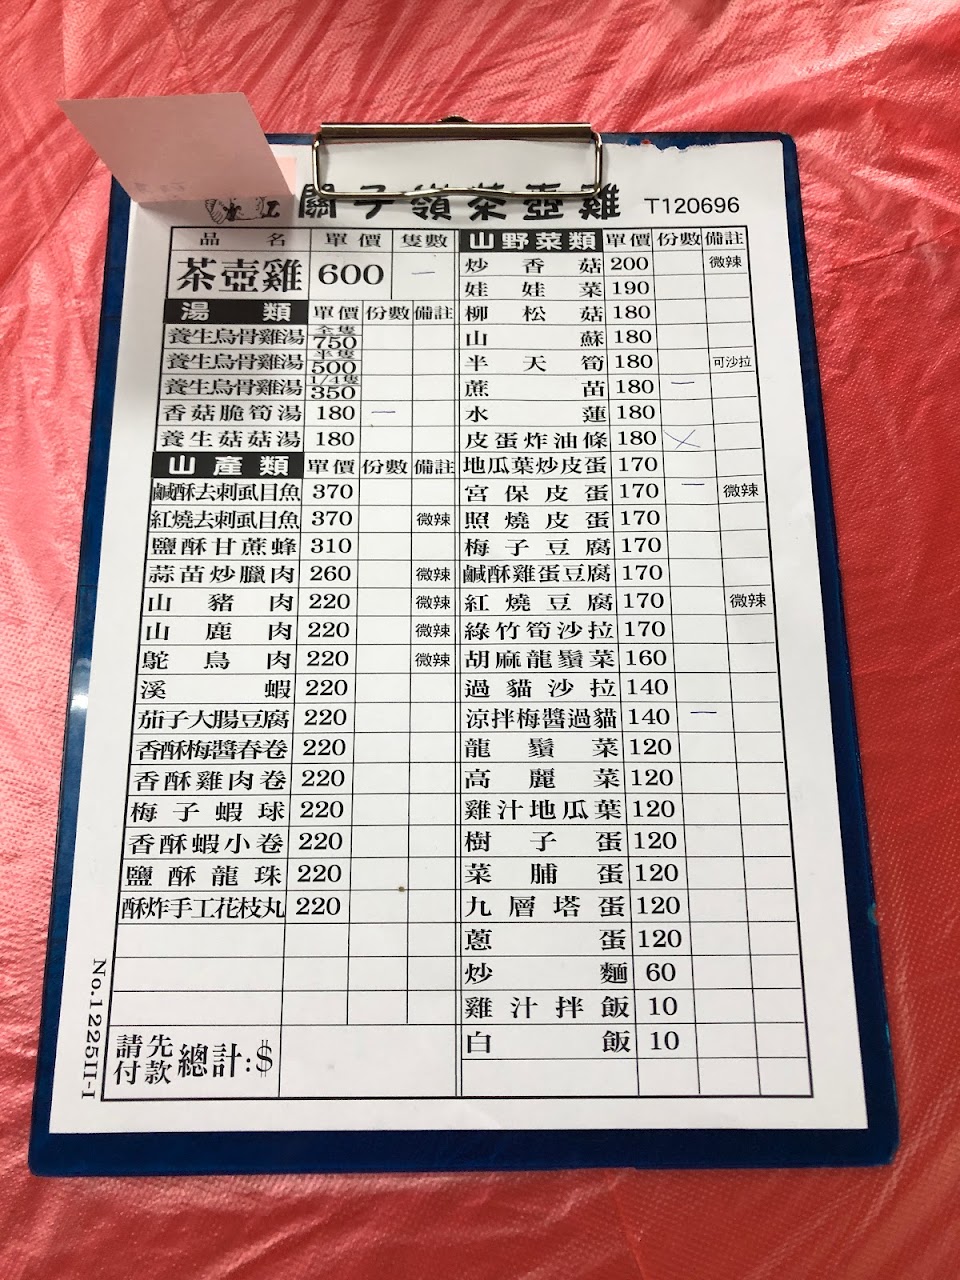 關子嶺茶壺雞 T120696
品名 單價 隻數
茶壺雞 600 一
湯類 單價 份數 備註
養生烏骨雞湯 全隻 750
養生烏骨雞湯 半隻 500
養生烏骨雞湯 1/4隻 350
香菇脆筍湯 180 一
養生菇菇湯 180
山產類 單價 份數 備註
鹹酥去刺虱目魚 370
紅燒去刺虱目魚 370 微辣
鹽酥甘蔗蜂 310
蒜苗炒臘肉 260 微辣
山豬肉 220 微辣
山鹿肉 220 微辣
鴕鳥肉 220 微辣
溪蝦 220
茄子大腸豆腐 220
香酥梅醬春卷 220
香酥雞肉卷 220
梅子蝦球 220
香酥蝦小卷 220
鹽酥龍珠 220
酥炸手工花枝丸 220
請先付款 總計:$
No.1225II-1
山野菜類 單價 份數 備註
炒香菇 200 微辣
娃娃菜 190
柳松菇 180
山蘇 180
半天筍 180 可沙拉
蔗苗 180 一
水蓮 180
皮蛋炸油條 180
地瓜葉炒皮蛋 170
宮保皮蛋 170 一 微辣
照燒皮蛋 170
梅子豆腐 170
鹹酥雞蛋豆腐 170
紅燒豆腐 170 微辣
綠竹筍沙拉 170
胡麻龍鬚菜 160
過貓沙拉 140
涼拌梅醬過貓 140 一
龍鬚菜 120
高麗菜 120
雞汁地瓜葉 120
樹子蛋 120
菜脯蛋 120
九層塔蛋 120
蔥蛋 120
炒麵 60
雞汁拌飯 10
白飯 10